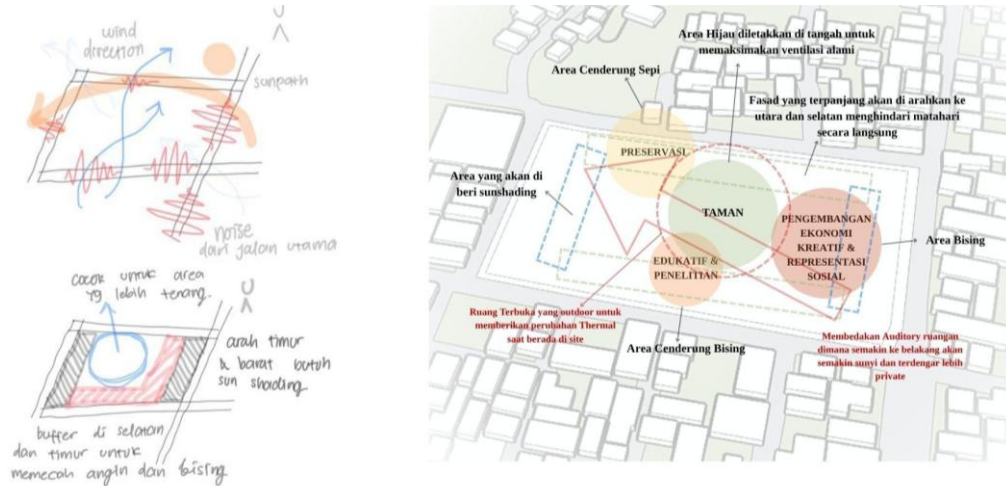 U
wind
direction
sunpath
noise
dari jalan utama
cocok untuk area
yg lebih tenang.
U
arah timur
& barat butuh
sun shading
buffer di selatan
dan timur untuk
memecah angin dan bising
Area Hijau diletakkan di tangah untuk
memaksimakan ventilasi alami
Area Cenderung Sepi
Fasad yang terpanjang akan di arahkan ke
utara dan selatan menghindari matahari
secara langsung
PRESERVASI
Area yang akan di
beri sunshading
TAMAN
PENGEMBANGAN
EKONOMI
KREATIF &
REPRESENTASI
SOSIAL
Area Bising
EDUKATIF &
PENELITIAN
Ruang Terbuka yang outdoor untuk
memberikan perubahan Thermal
saat berada di site
Area Cenderung Bising
Membedakan Auditory ruangan
dimana semakin ke belakang akan
semakin sunyi dan terdengar lebih
private